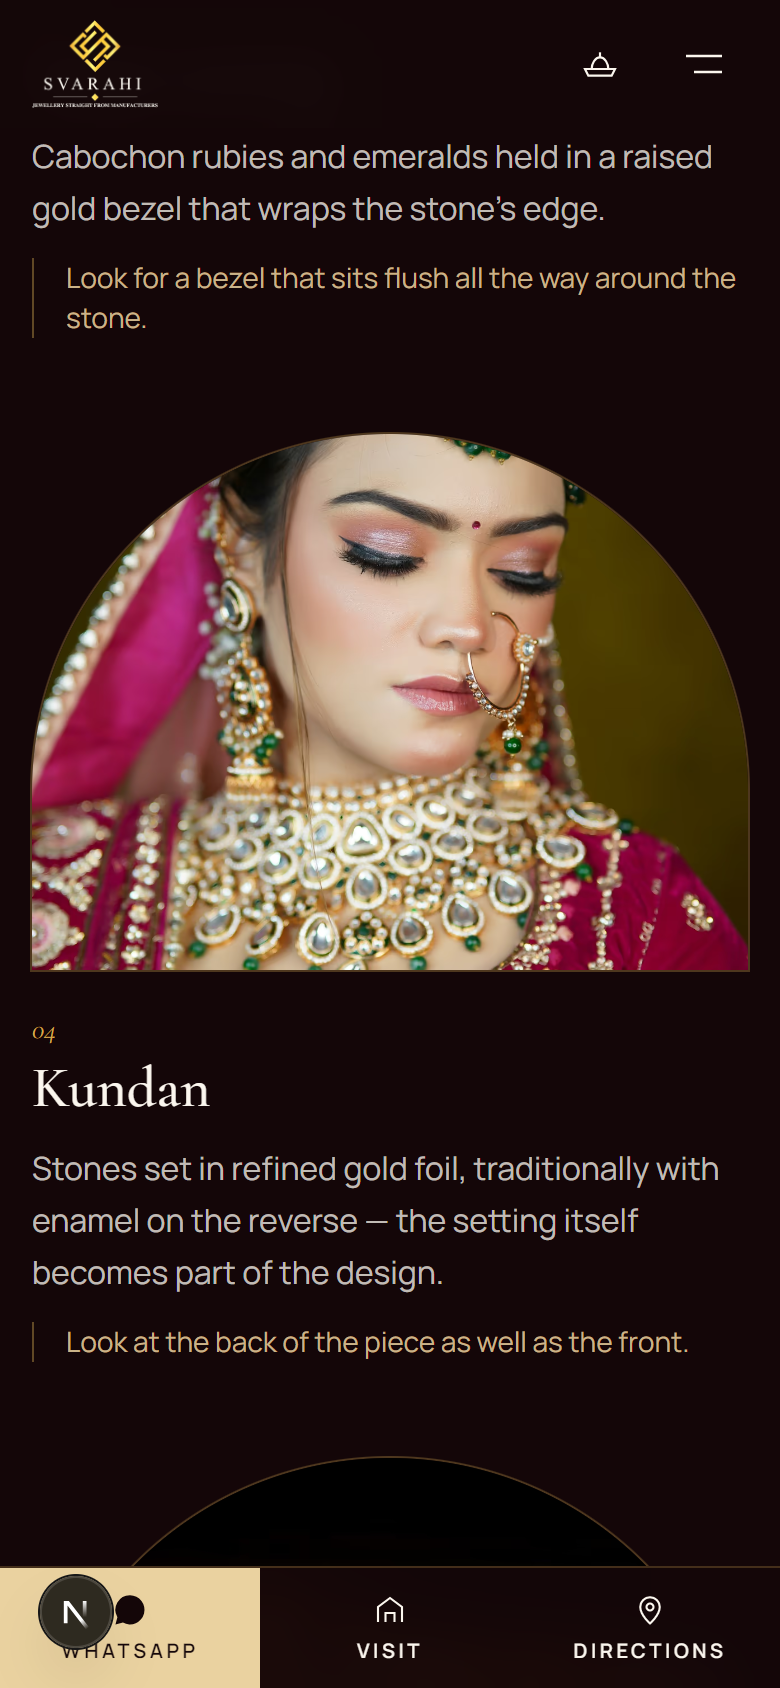 SVARAHI
JEWELLERY STRAIGHT FROM MANUFACTURERS
Cabochon rubies and emeralds held in a raised
gold bezel that wraps the stone’s edge.
Look for a bezel that sits flush all the way around the
stone.
04
Kundan
Stones set in refined gold foil, traditionally with
enamel on the reverse — the setting itself
becomes part of the design.
Look at the back of the piece as well as the front.
N
WHATSAPP
VISIT
DIRECTIONS